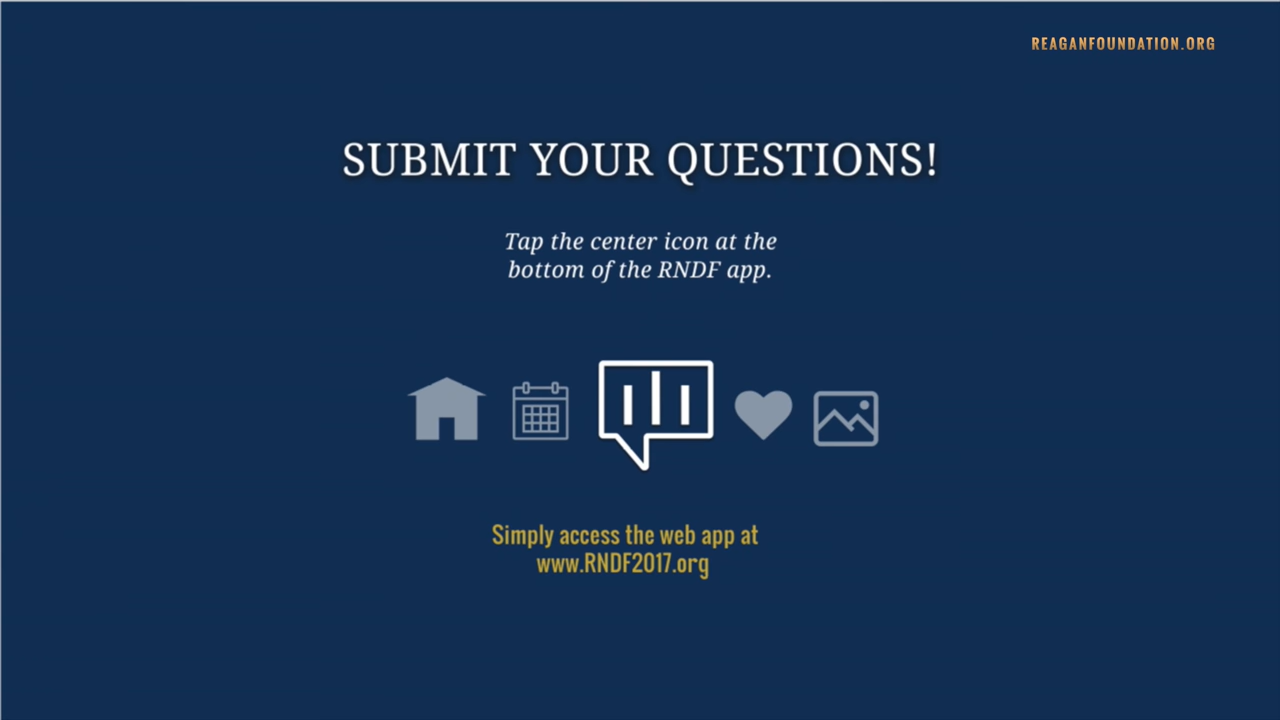 REAGANFOUNDATION.ORG
SUBMIT YOUR QUESTIONS!
Tap the center icon at the
bottom of the RNDF app.
Simply access the web app at
www.RNDF2017.org